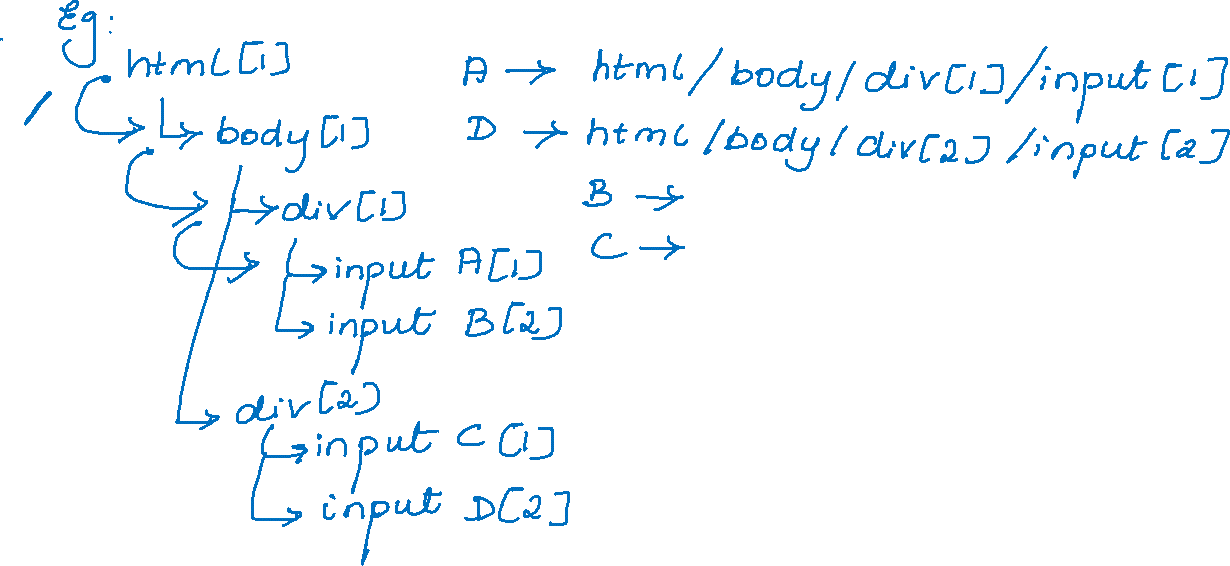 Eg:
html[1]
/
body[1]
div[1]
input A[1]
input B[2]
div[2]
input C[1]
input D[2]
A → html/body/div[1]/input[1]
D → html/body/div[2]/input[2]
B →
C →